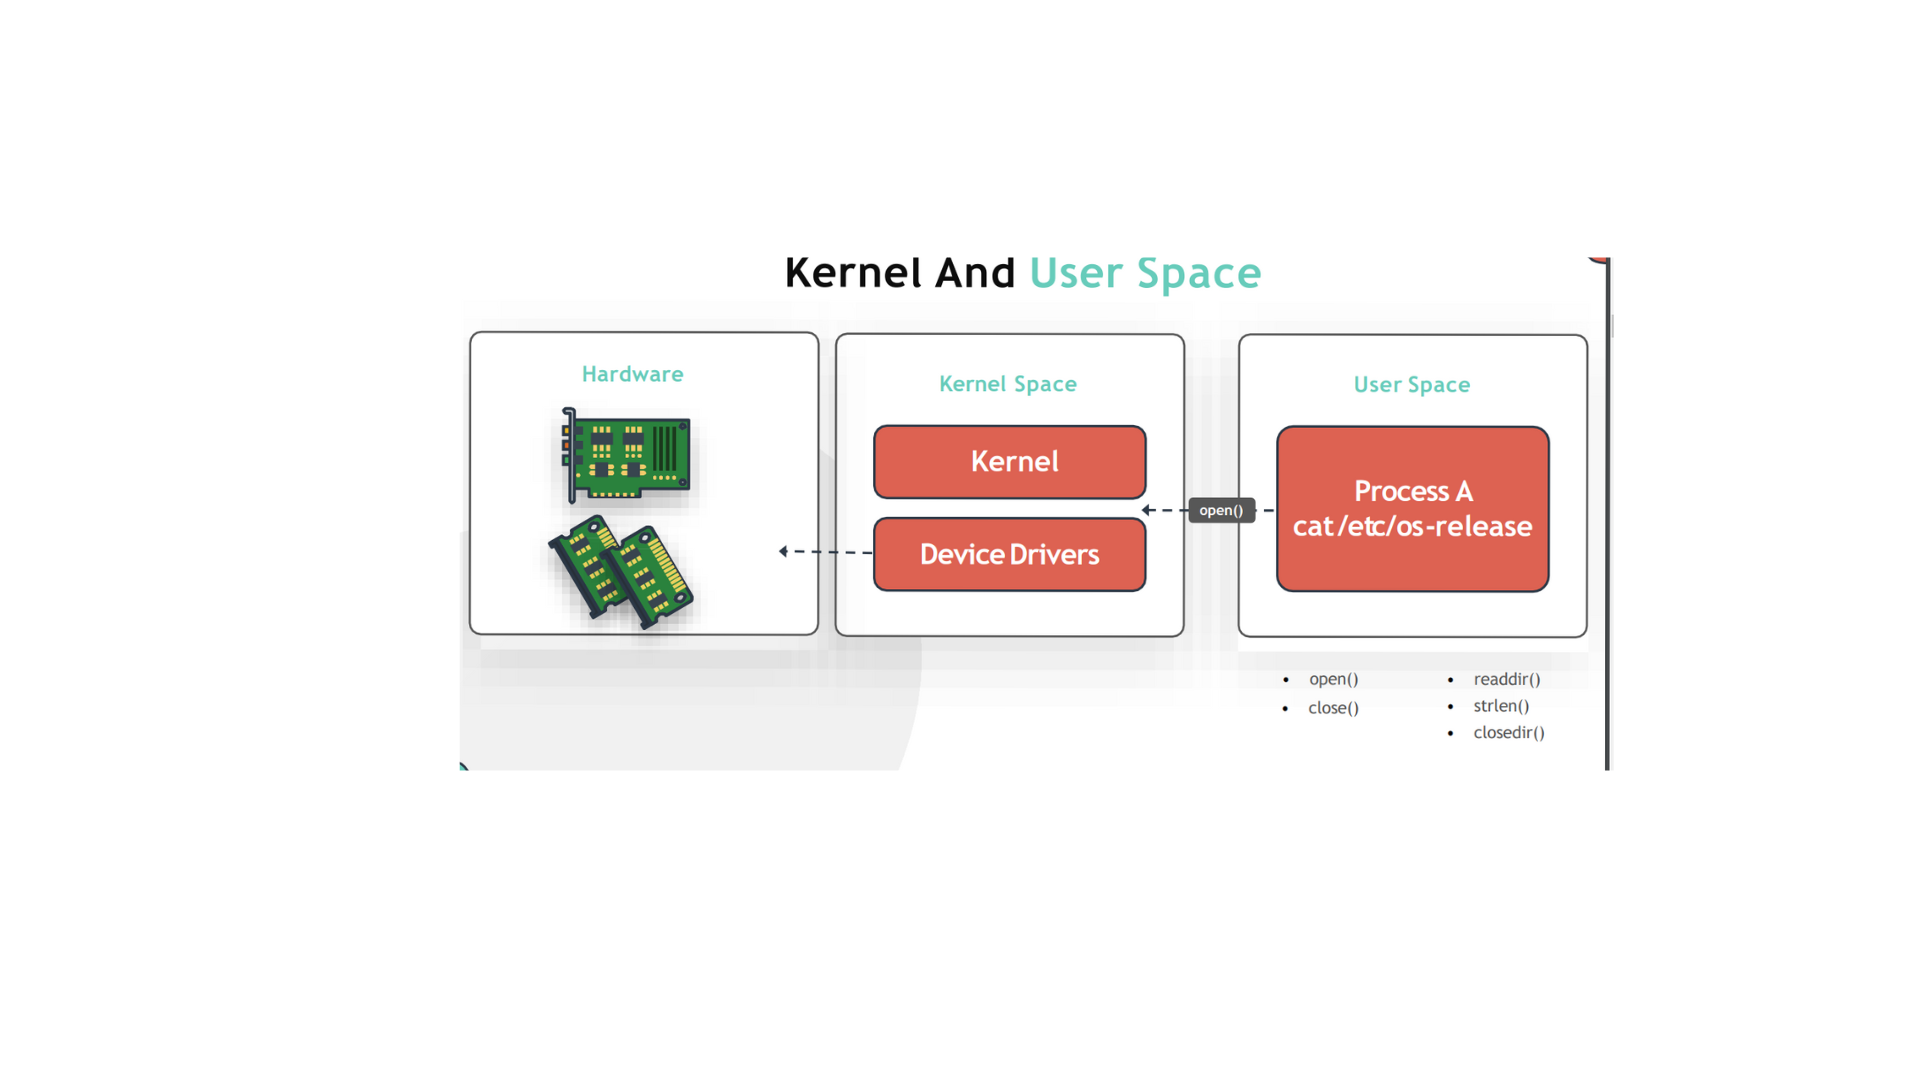 Kernel And User Space
Hardware
Kernel Space
Kernel
Device Drivers
open()
User Space
Process A
cat /etc/os-release
• open()
• close()
• readdir()
• strlen()
• closedir()